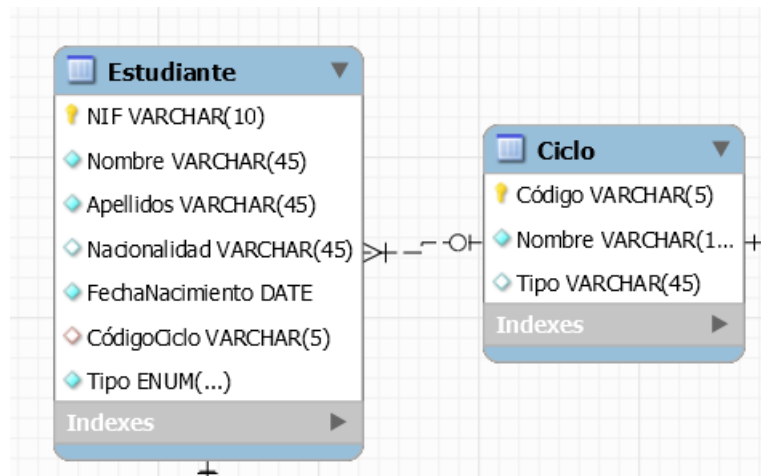 Estudiante
NIF VARCHAR(10)
Nombre VARCHAR(45)
Apellidos VARCHAR(45)
Nacionalidad VARCHAR(45)
FechaNacimiento DATE
CódigoCiclo VARCHAR(5)
Tipo ENUM(...)
Indexes
Ciclo
Código VARCHAR(5)
Nombre VARCHAR(1...
Tipo VARCHAR(45)
Indexes